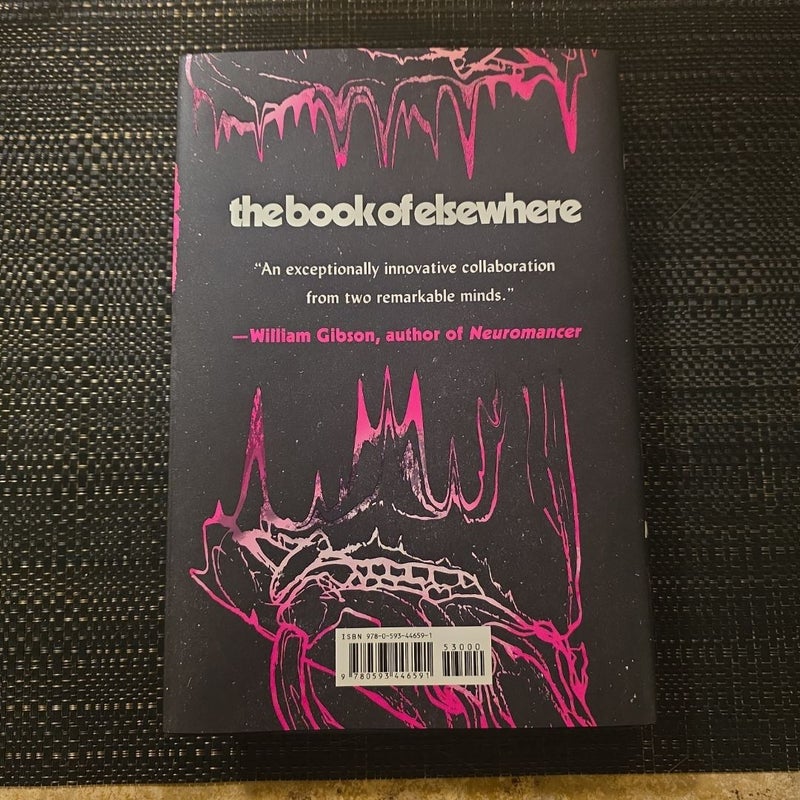 thebookofelsewhere
“An exceptionally innovative collaboration
from two remarkable minds.”
—William Gibson, author of Neuromancer
ISBN 978-0-593-44659-1
53000
9 780593 446591